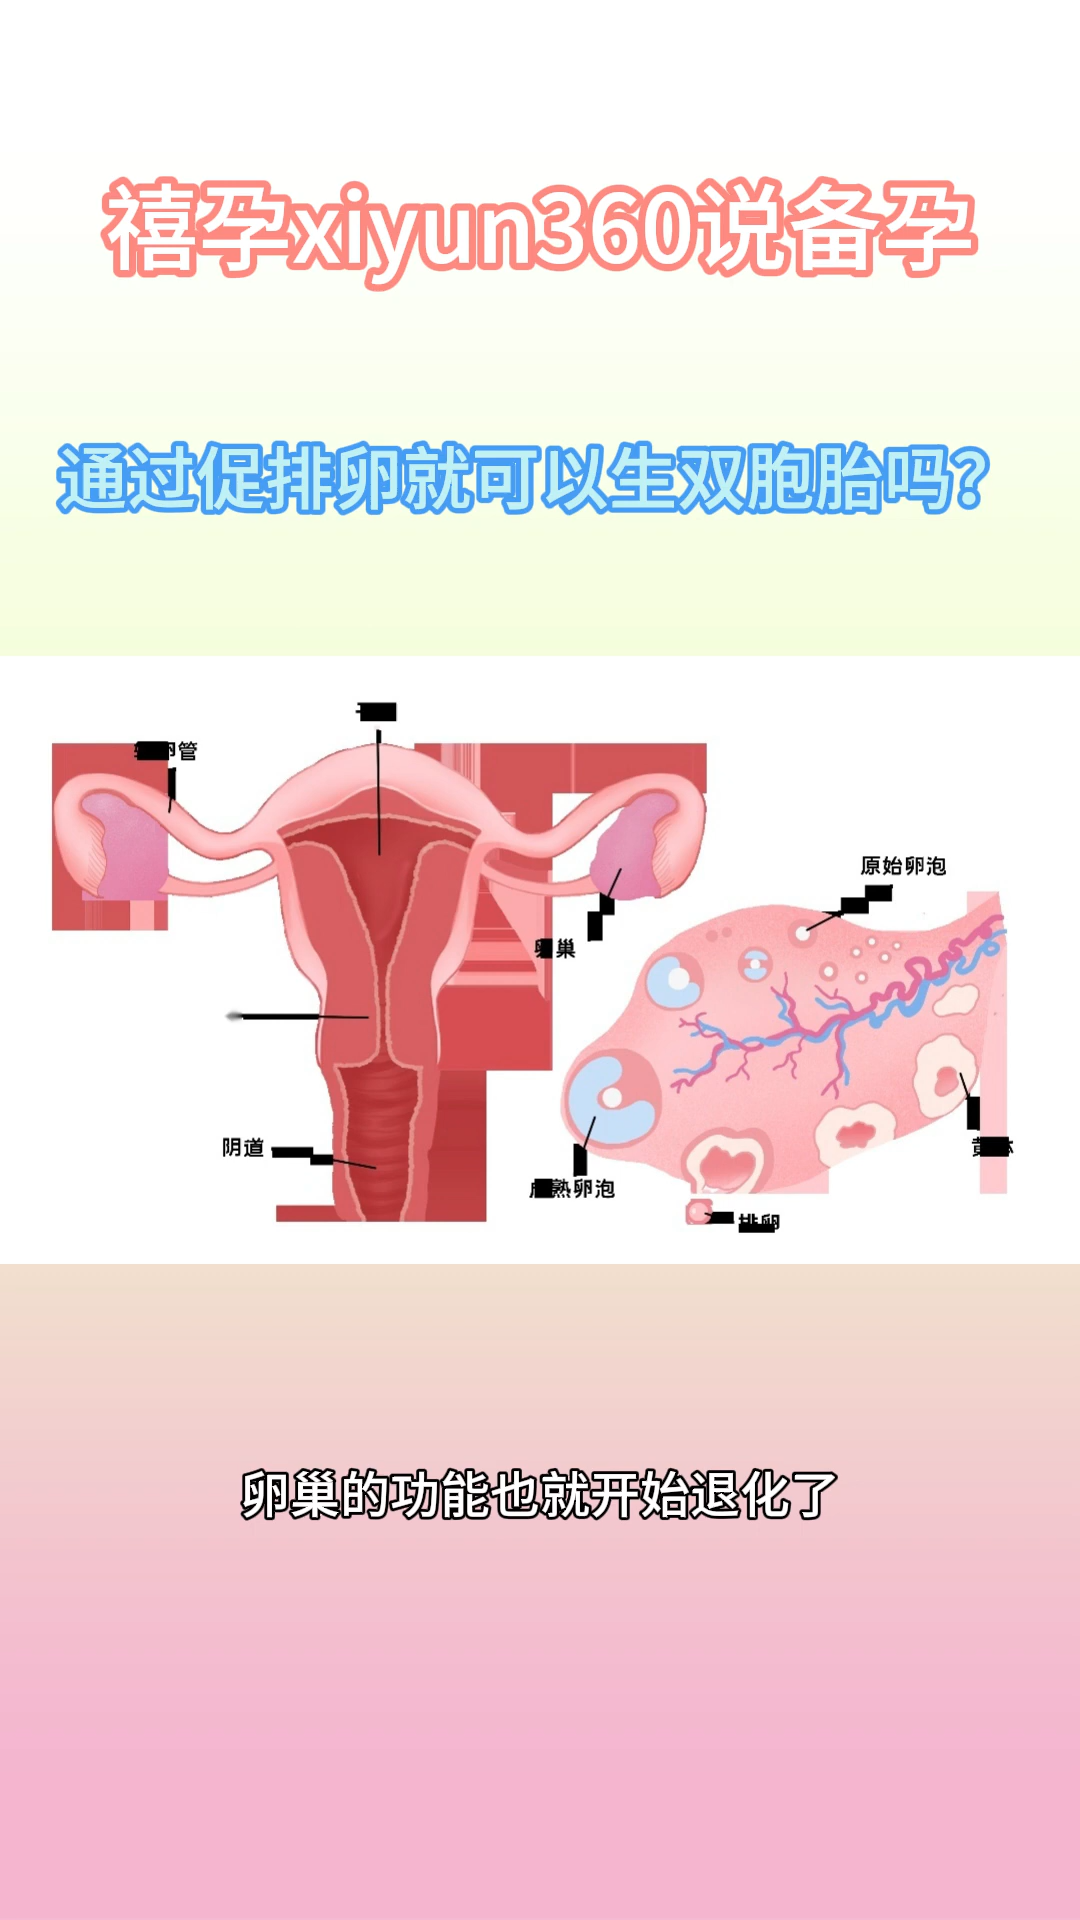 禧孕xiyun360说备孕
通过促排卵就可以生双胞胎吗?
管
原始卵泡
巢
阴道
熟卵泡
排卵
卵巢的功能也就开始退化了